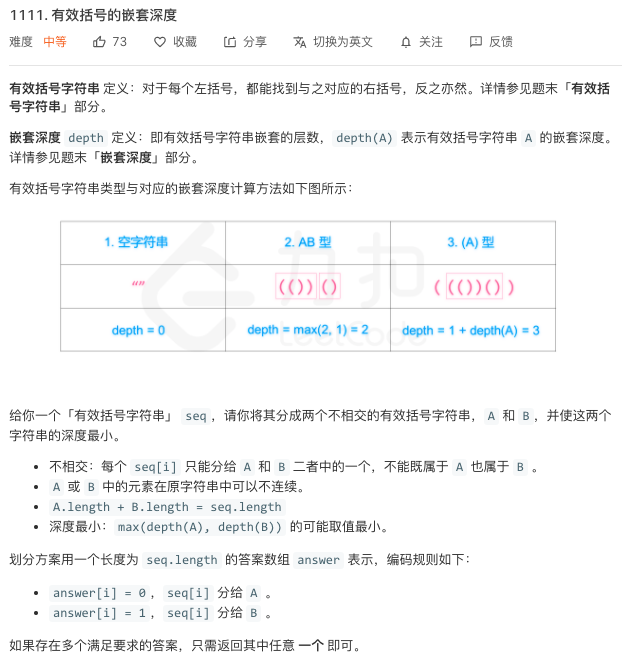 1111. 有效括号的嵌套深度
难度 中等 73 收藏 分享 切换为英文 关注 反馈
有效括号字符串 定义：对于每个左括号，都能找到与之对应的右括号，反之亦然。详情参见题末「有效括
号字符串」部分。
嵌套深度 depth 定义：即有效括号字符串嵌套的层数，depth(A) 表示有效括号字符串 A 的嵌套深度。
详情参见题末「嵌套深度」部分。
有效括号字符串类型与对应的嵌套深度计算方法如下图所示：
1. 空字符串 2. AB 型 3. (A) 型
“” (())() ((())())
depth = 0 depth = max(2, 1) = 2 depth = 1 + depth(A) = 3
力扣
LeetCode
给你一个「有效括号字符串」 seq，请你将其分成两个不相交的有效括号字符串，A 和 B，并使这两个
字符串的深度最小。
• 不相交：每个 seq[i] 只能分给 A 和 B 二者中的一个，不能既属于 A 也属于 B 。
• A 或 B 中的元素在原字符串中可以不连续。
• A.length + B.length = seq.length
• 深度最小：max(depth(A), depth(B)) 的可能取值最小。
划分方案用一个长度为 seq.length 的答案数组 answer 表示，编码规则如下：
• answer[i] = 0，seq[i] 分给 A 。
• answer[i] = 1，seq[i] 分给 B 。
如果存在多个满足要求的答案，只需返回其中任意 一个 即可。